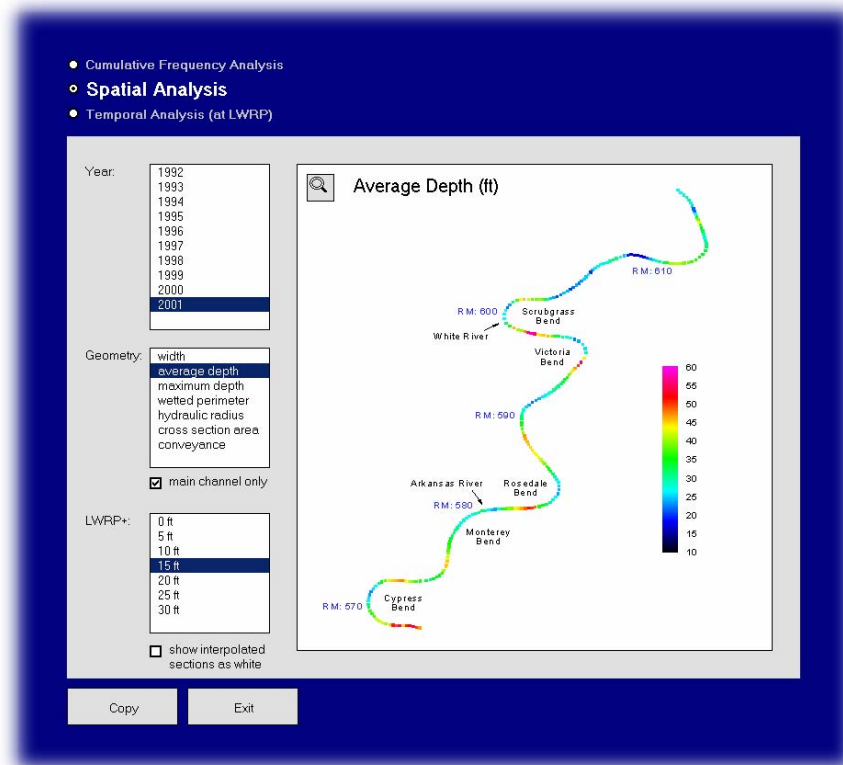 Cumulative Frequency Analysis
Spatial Analysis
Temporal Analysis (at LWRP)
Year:
1992
1993
1994
1995
1996
1997
1998
1999
2000
2001
Geometry:
width
average depth
maximum depth
wetted perimeter
hydraulic radius
cross section area
conveyance
main channel only
LWRP+:
0 ft
5 ft
10 ft
15 ft
20 ft
25 ft
30 ft
show interpolated
sections as white
Average Depth (ft)
RM: 610
RM: 600
Scrubgrass
Bend
White River
Victoria
Bend
RM: 590
Arkansas River
Rosedale
Bend
RM: 580
Monterey
Bend
Cypress
Bend
RM: 570
60
55
50
45
40
35
30
25
20
15
10
Copy
Exit